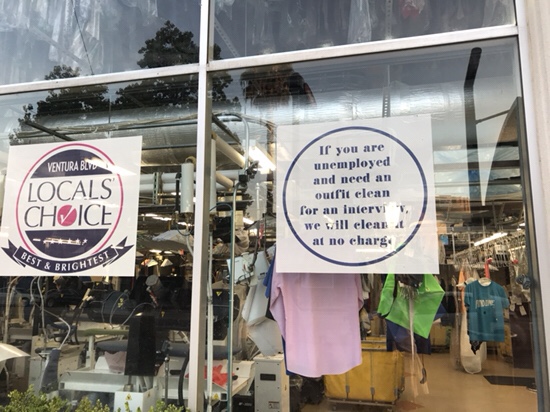 VENTURA BLVD
LOCALS'
CHOICE
BEST & BRIGHTEST
If you are
unemployed
and need an
outfit clean
for an interview,
we will clean it
at no charge.